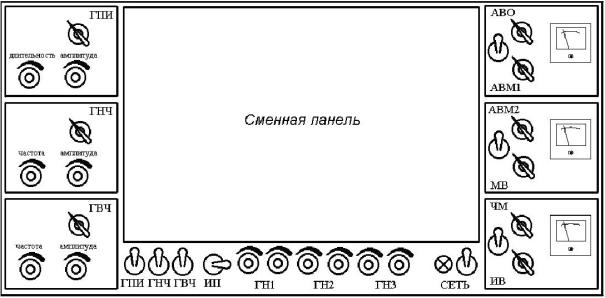 ГПИ
длительность амплитуда
ГНЧ
частота амплитуда
ГВЧ
частота амплитуда
Сменная панель
АВО
АВМ1
АВМ2
МВ
ЧМ
ИВ
ГПИ ГНЧ ГВЧ ИП ГН1 ГН2 ГН3 СЕТЬ